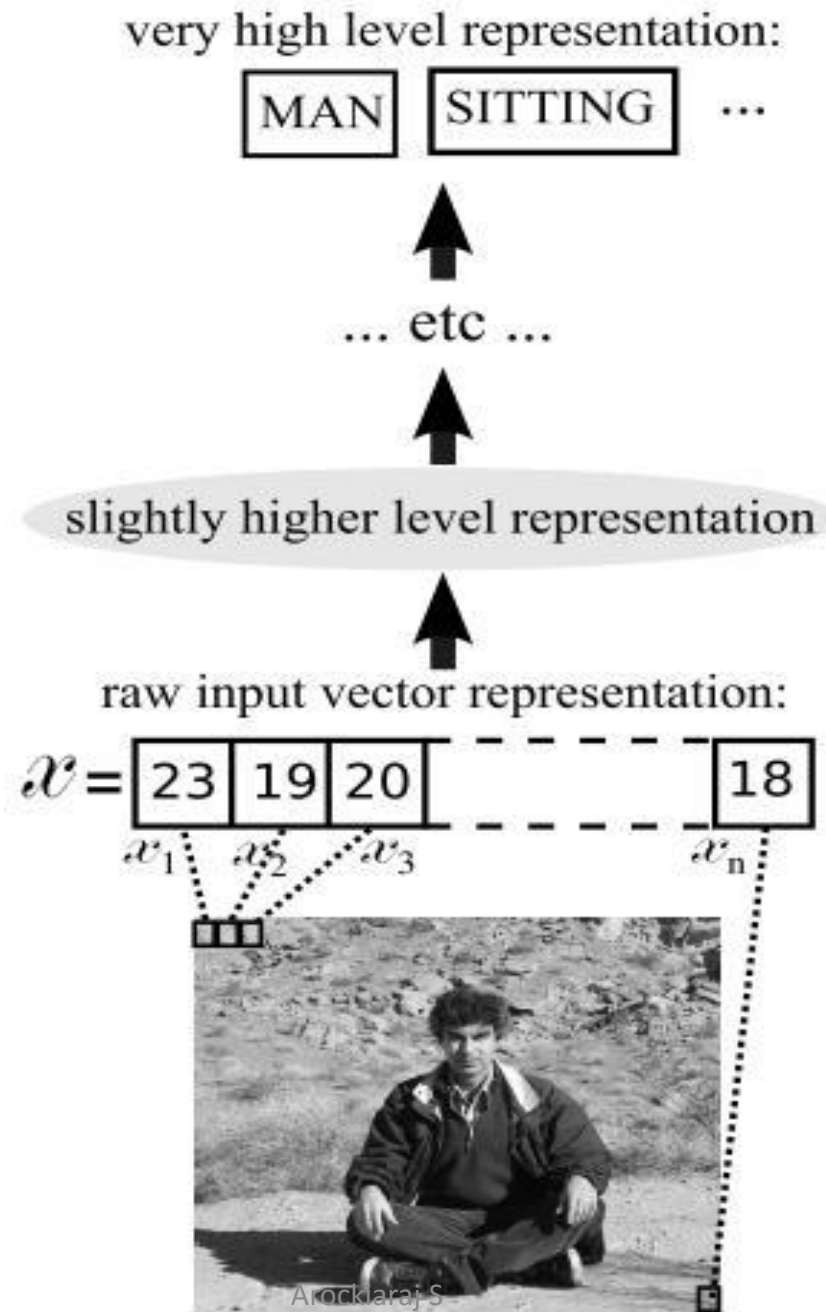 very high level representation:
MAN SITTING ...
... etc ...
slightly higher level representation
raw input vector representation:
x = 23 19 20 18
x1 x2 x3 xn
Arocklaraj S